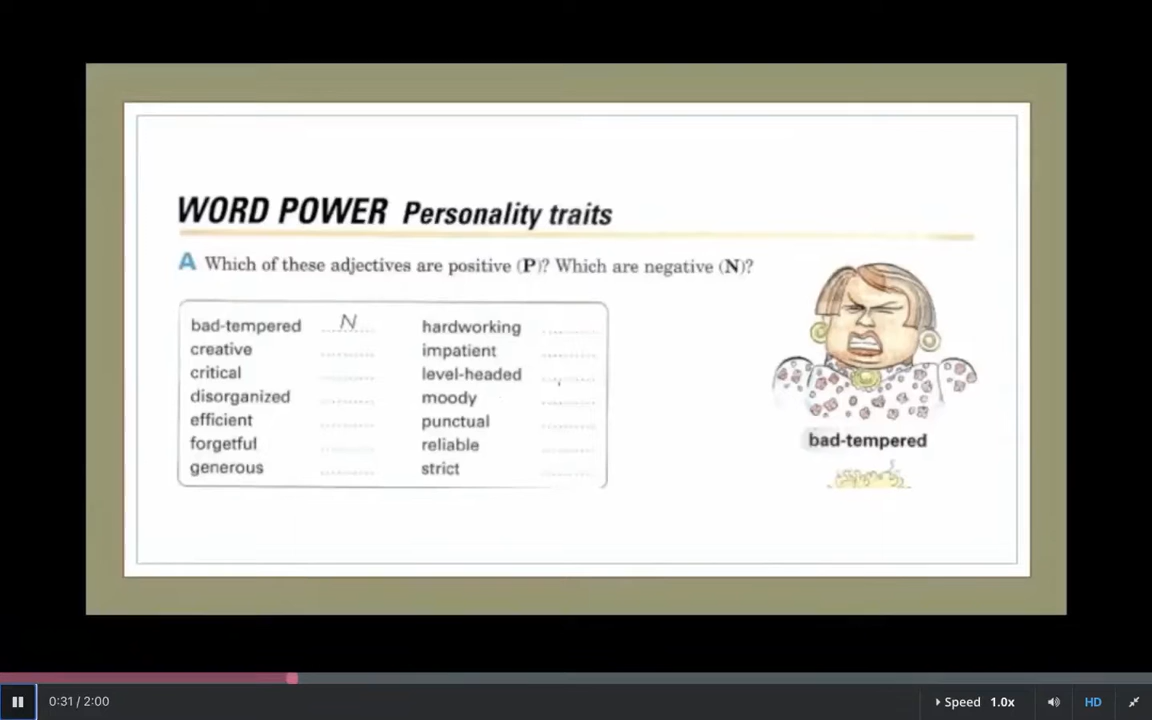 WORD POWER Personality traits
A Which of these adjectives are positive (P)? Which are negative (N)?
bad-tempered N
creative
critical
disorganized
efficient
forgetful
generous
hardworking
impatient
level-headed
moody
punctual
reliable
strict
bad-tempered
0:31 / 2:00
Speed 1.0x
HD